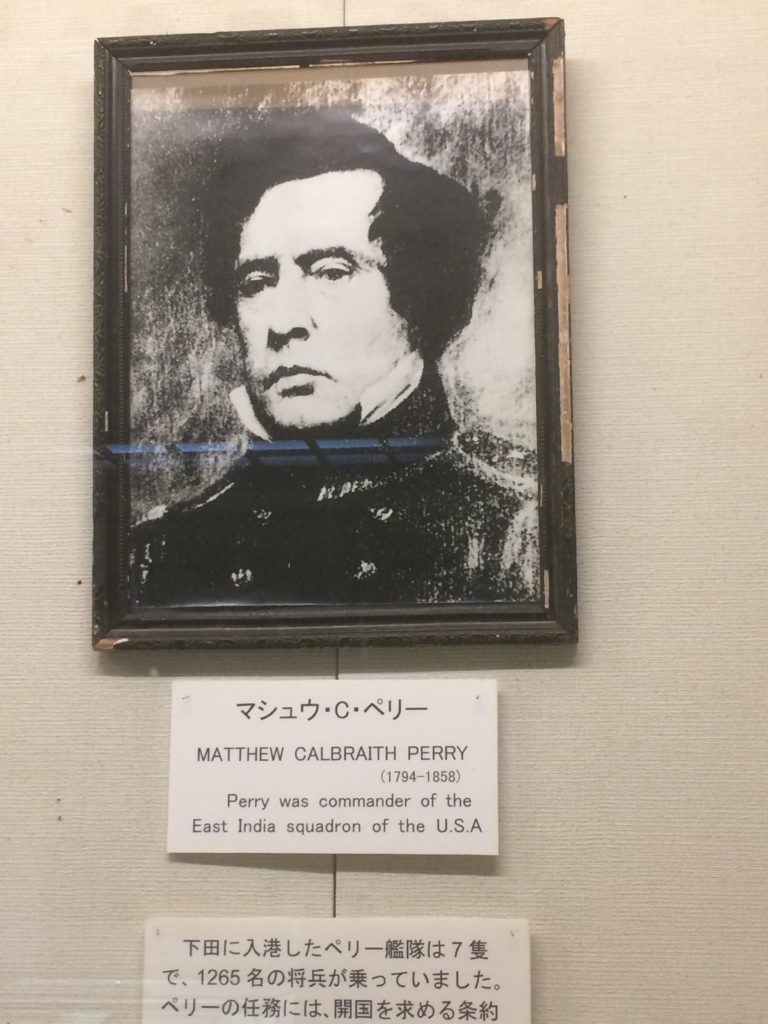 マシュウ・C・ペリー
MATTHEW CALBRAITH PERRY
(1794-1858)
Perry was commander of the
East India squadron of the U.S.A
下田に入港したペリー艦隊は7隻
で、1265名の将兵が乗っていました。
ペリーの任務には、開国を求める条約